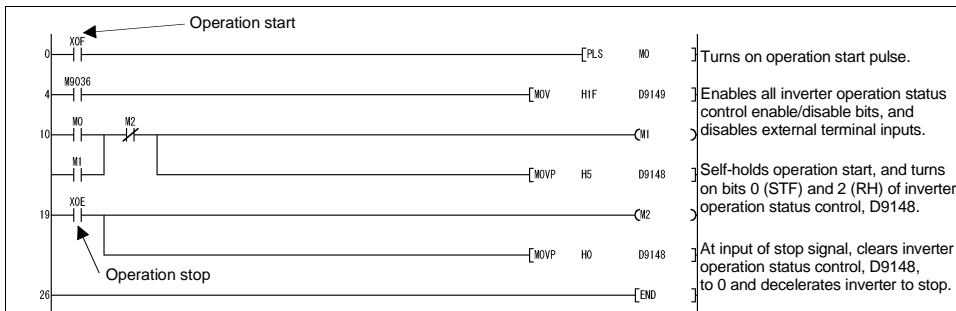 Operation start
X0F
0
PLS M0
Turns on operation start pulse.
M9036
4
MOV H1F D9149
Enables all inverter operation status
control enable/disable bits, and
disables external terminal inputs.
M0 M2
10
M1
M1
MOVP H5 D9148
Self-holds operation start, and turns
on bits 0 (STF) and 2 (RH) of inverter
operation status control, D9148.
X0E
19
M2
MOVP H0 D9148
At input of stop signal, clears inverter
operation status control, D9148,
to 0 and decelerates inverter to stop.
Operation stop
26
END